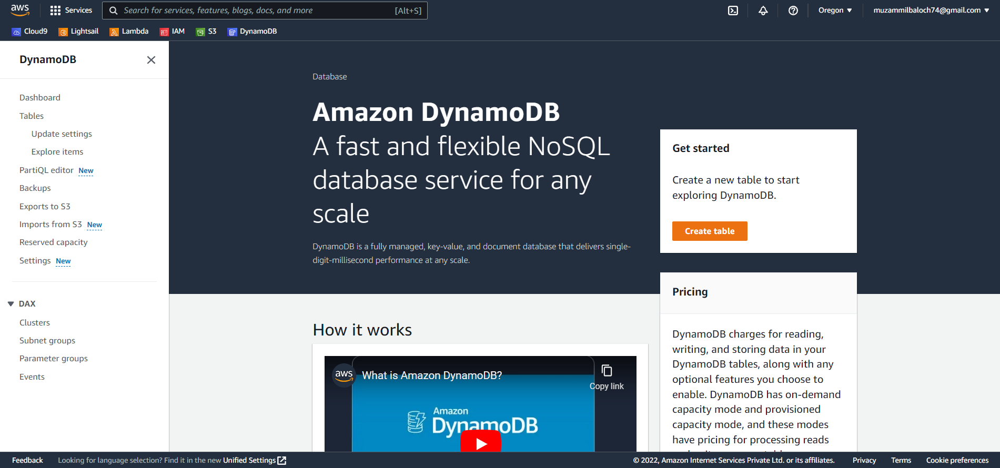 aws
Services
Search for services, features, blogs, docs, and more [Alt+S]
Oregon ▼
muzammilbaloch74@gmail.com ▼
Cloud9
Lightsail
Lambda
IAM
S3
DynamoDB
DynamoDB
Dashboard
Tables
Update settings
Explore items
PartiQL editor New
Backups
Exports to S3
Imports from S3 New
Reserved capacity
Settings New
▼ DAX
Clusters
Subnet groups
Parameter groups
Events
Database
Amazon DynamoDB
A fast and flexible NoSQL
database service for any
scale
DynamoDB is a fully managed, key-value, and document database that delivers single-
digit-millisecond performance at any scale.
Get started
Create a new table to start
exploring DynamoDB.
Create table
How it works
aws
What is Amazon DynamoDB?
Copy link
Amazon
DynamoDB
Pricing
DynamoDB charges for reading,
writing, and storing data in your
DynamoDB tables, along with any
optional features you choose to
enable. DynamoDB has on-demand
capacity mode and provisioned
capacity mode, and these modes
have pricing for processing reads
Feedback
Looking for language selection? Find it in the new Unified Settings
© 2022, Amazon Internet Services Private Ltd. or its affiliates.
Privacy
Terms
Cookie preferences